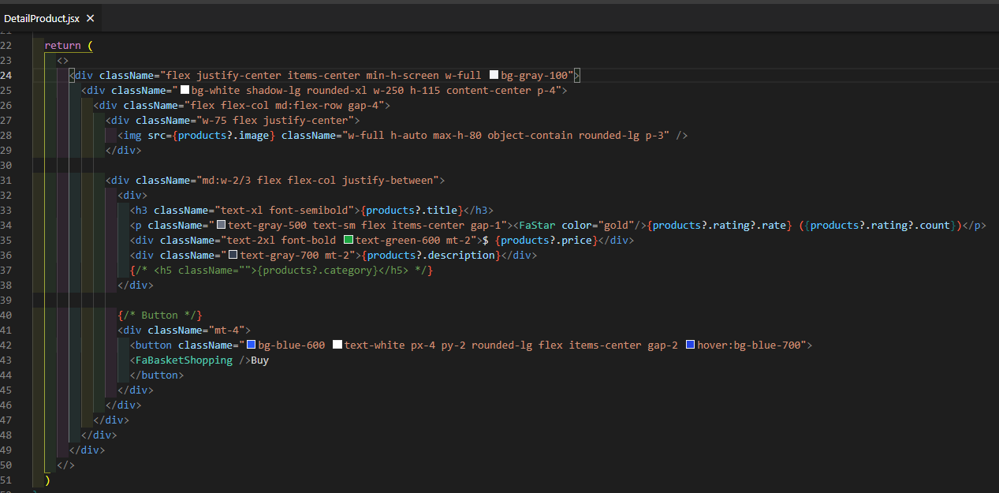 DetailProduct.jsx ×
21
22 return (
23 <>
24 <div className="flex justify-center items-center min-h-screen w-full bg-gray-100">
25 <div className="bg-white shadow-lg rounded-xl w-250 h-115 content-center p-4">
26 <div className="flex flex-col md:flex-row gap-4">
27 <div className="w-75 flex justify-center">
28 <img src={products?.image} className="w-full h-auto max-h-80 object-contain rounded-lg p-3" />
29 </div>
30
31 <div className="md:w-2/3 flex flex-col justify-between">
32 <div>
33 <h3 className="text-xl font-semibold">{products?.title}</h3>
34 <p className="text-gray-500 text-sm flex items-center gap-1"><FaStar color="gold"/>{products?.rating?.rate} ({products?.rating?.count})</p>
35 <div className="text-2xl font-bold text-green-600 mt-2">$ {products?.price}</div>
36 <div className="text-gray-700 mt-2">{products?.description}</div>
37 {/* <h5 className="">{products?.category}</h5> */}
38 </div>
39
40 {/* Button */}
41 <div className="mt-4">
42 <button className="bg-blue-600 text-white px-4 py-2 rounded-lg flex items-center gap-2 hover:bg-blue-700">
43 <FaBasketShopping />Buy
44 </button>
45 </div>
46 </div>
47 </div>
48 </div>
49 </div>
50 </>
51 )